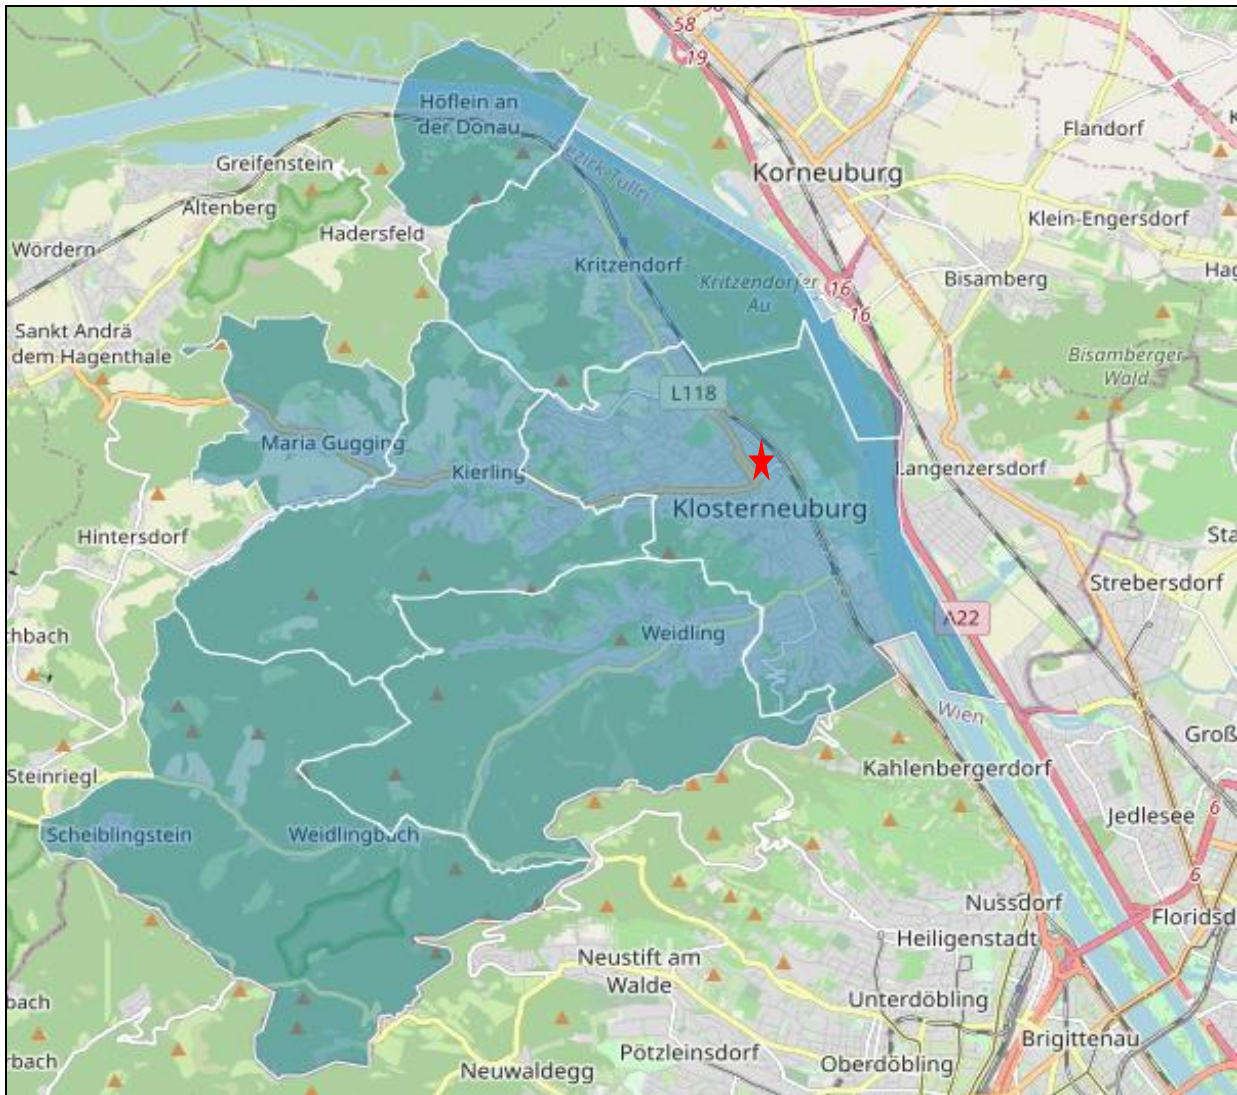 58
19
Höflein an
der Donau
Flandorf
Greifenstein
Bezirk Tulln
Korneuburg
Altenberg
Klein-Engersdorf
Hadersfeld
Wördern
Kritzendorf
Kritzendorfer
Au
Bisamberg
Hag
16
16
Sankt Andrä
dem Hagenthale
Bisamberger
Wald
L118
Maria Gugging
Kierling
Langenzersdorf
Klosterneuburg
Hintersdorf
Sta
Strebersdorf
chbach
Weidling
A22
Wien
Groß
Steinriegl
Kahlenbergerdorf
6
Jedlesee
Scheiblingstein
Weidlingbach
6
Nussdorf
Floridsd
Heiligenstadt
Neustift am
Walde
bach
Unterdöbling
Brigittenau
rbach
Pötzleinsdorf
Oberdöbling
Neuwaldegg